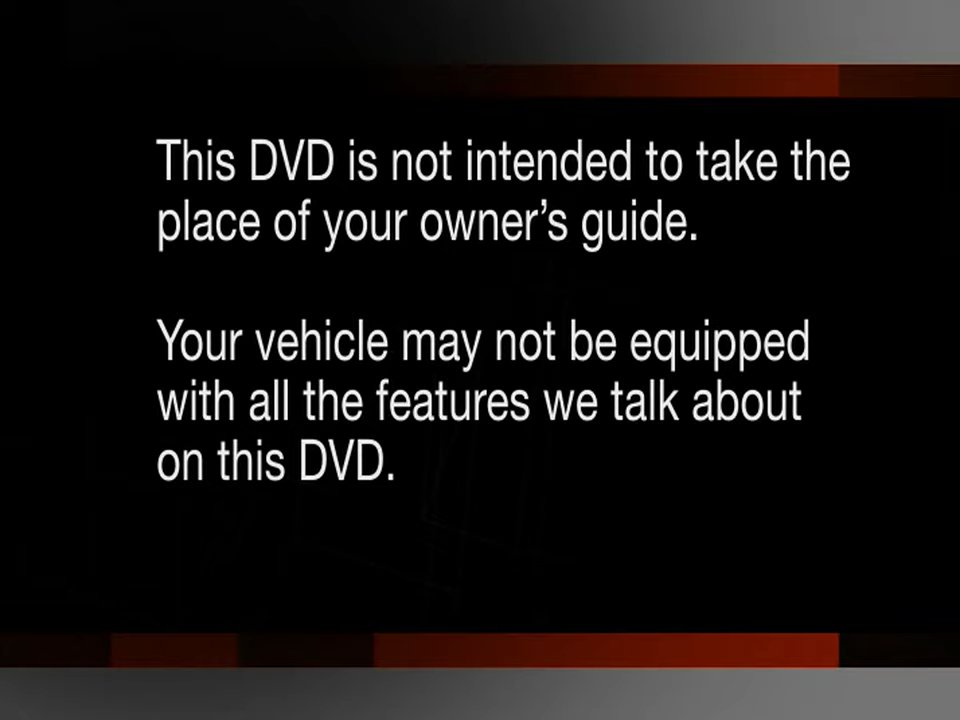 This DVD is not intended to take the
place of your owner’s guide.
Your vehicle may not be equipped
with all the features we talk about
on this DVD.